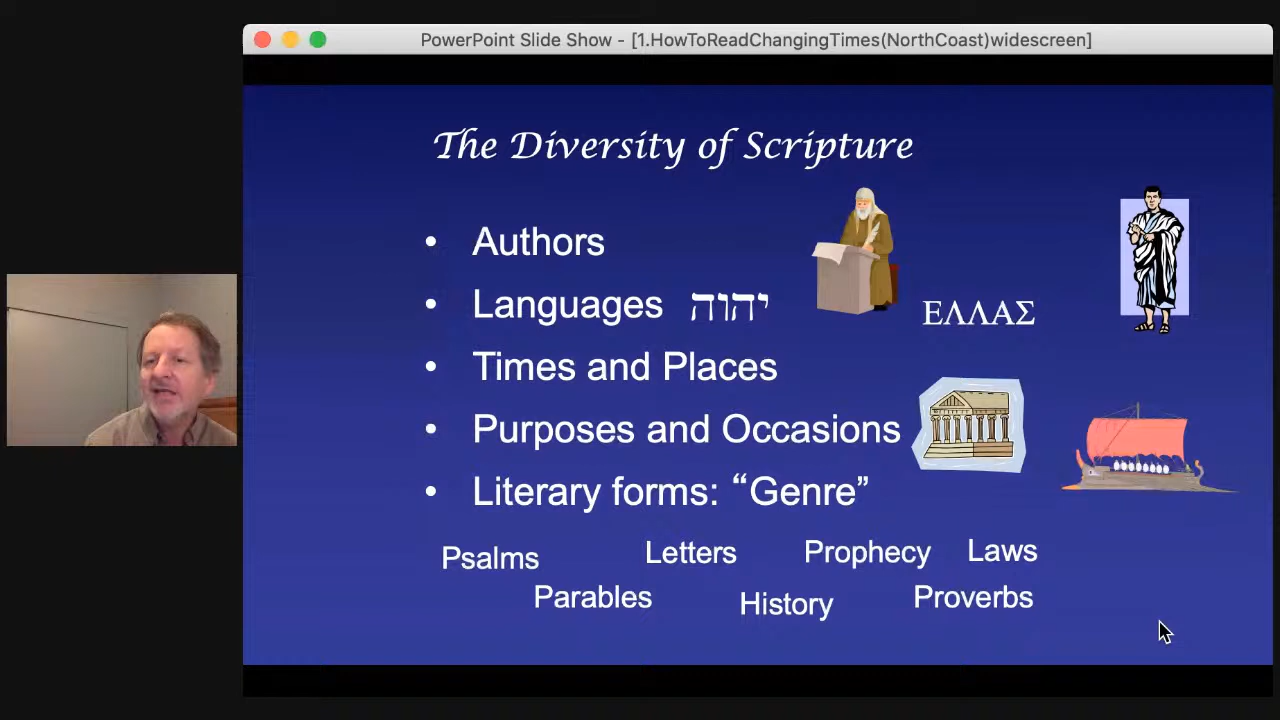 PowerPoint Slide Show - [1.HowToReadChangingTimes(NorthCoast)widescreen]
The Diversity of Scripture
• Authors
• Languages יהוה ΕΛΛΑΣ
• Times and Places
• Purposes and Occasions
• Literary forms: “Genre”
Psalms Letters Prophecy Laws
Parables History Proverbs